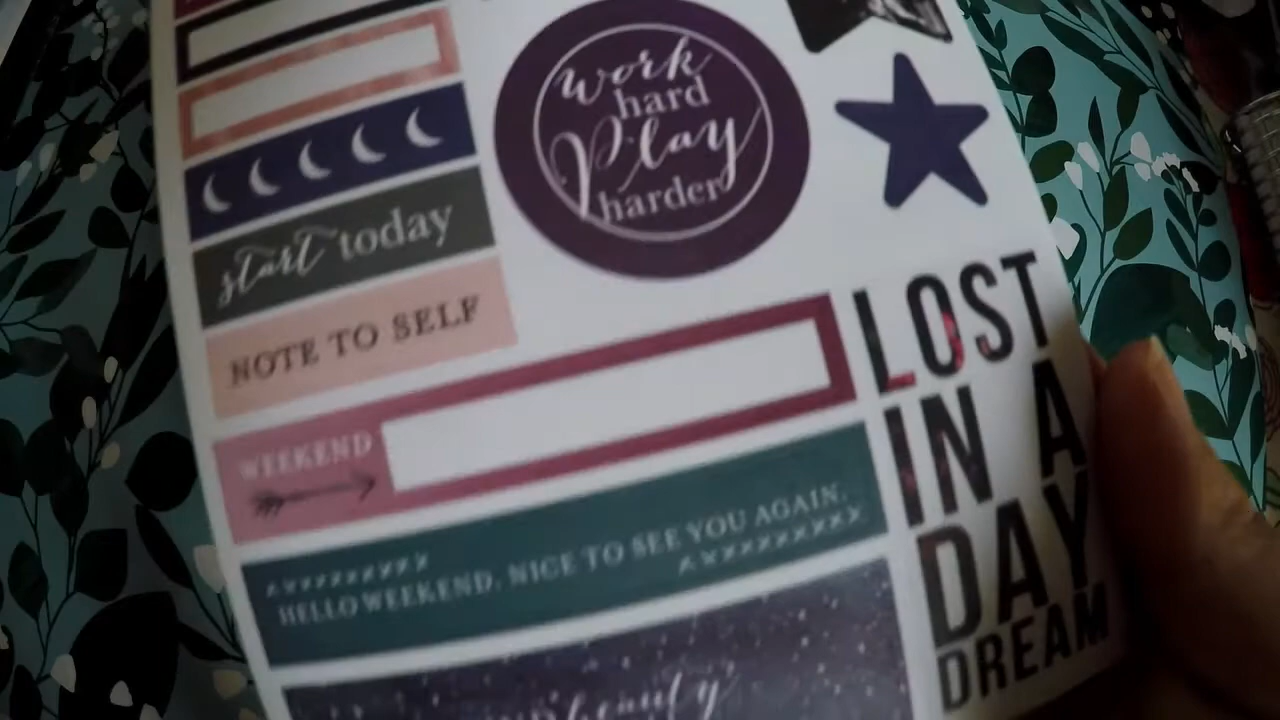 work
hard
Play
harder
start today
NOTE TO SELF
WEEKEND
HELLO WEEKEND. NICE TO SEE YOU AGAIN.
LOST
IN A
DAY
DREAM
beauty